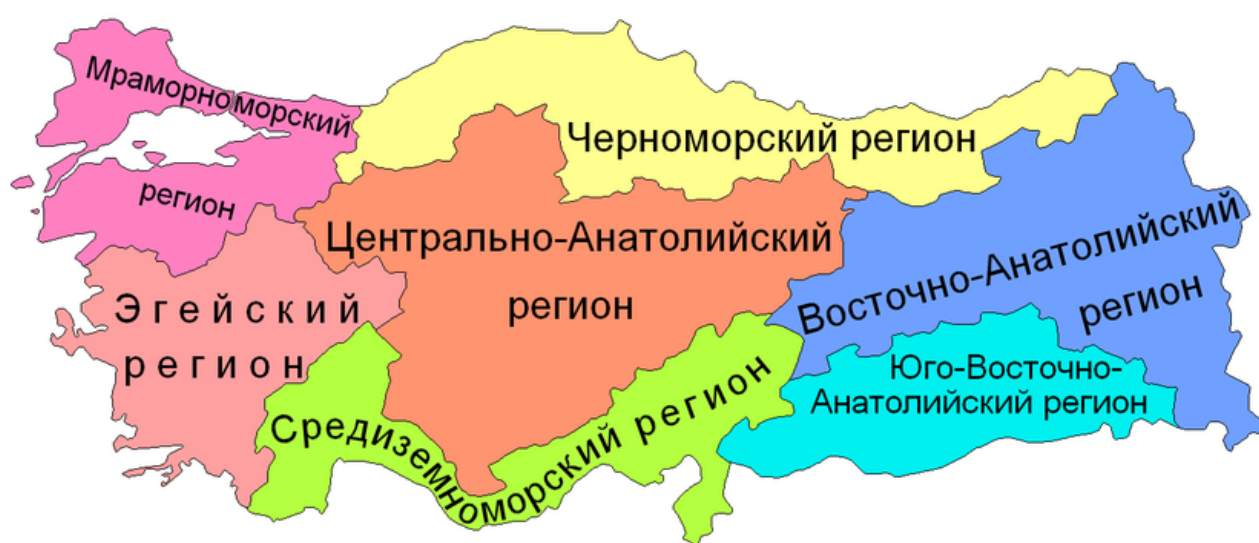 Мраморноморский
регион
Черноморский регион
Центрально-Анатолийский
регион
Восточно-Анатолийский
регион
Эгейский
регион
Средиземноморский регион
Юго-Восточно-
Анатолийский регион